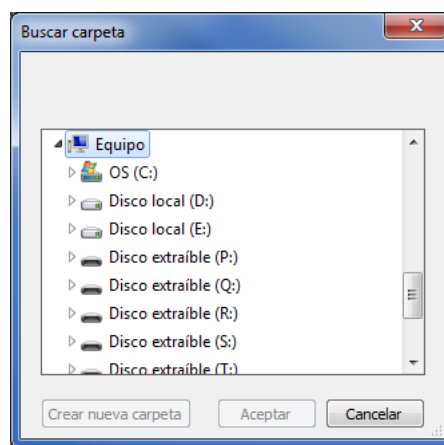 Buscar carpeta
Equipo
OS (C:)
Disco local (D:)
Disco local (E:)
Disco extraíble (P:)
Disco extraíble (Q:)
Disco extraíble (R:)
Disco extraíble (S:)
Disco extraíble (T:)
Crear nueva carpeta Aceptar Cancelar